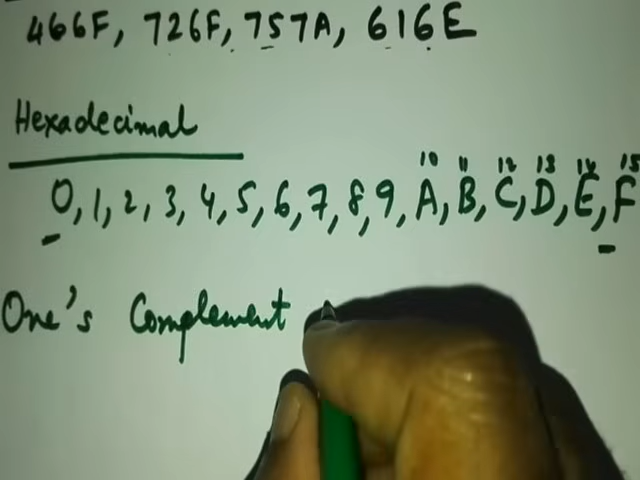 466F, 726F, 757A, 616E
Hexadecimal
10 11 12 13 14 15
0, 1, 2, 3, 4, 5, 6, 7, 8, 9, A, B, C, D, E, F
One's Complement